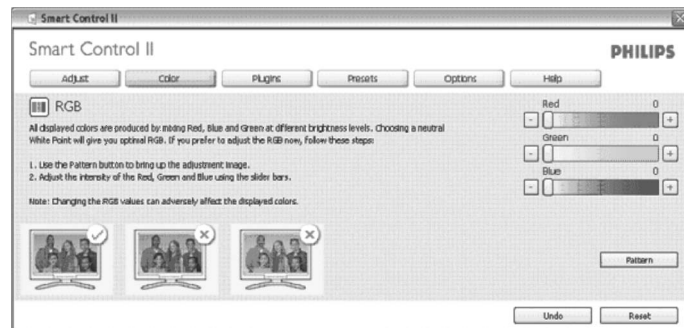 Smart Control II
Smart Control II
PHILIPS
Adjust Color Plugins Presets Options Help
RGB
All displayed colors are produced by mixing Red, Blue and Green at different brightness levels. Choosing a neutral
White Point will give you optimal RGB. If you prefer to adjust the RGB now, follow these steps:
1. Use the Pattern button to bring up the adjustment image.
2. Adjust the intensity of the Red, Green and Blue using the slider bars.
Note: Changing the RGB values can adversely affect the displayed colors.
Red 0
- +
Green 0
- +
Blue 0
- +
Pattern
Undo Reset